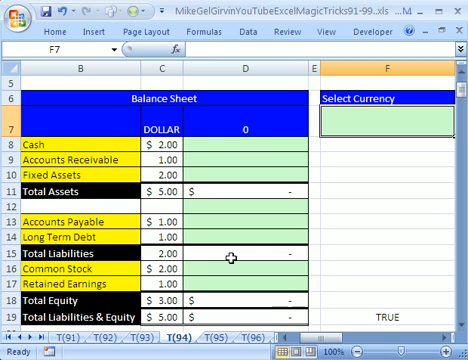 MikeGelGirvinYouTubeExcelMagicTricks91-99...xls... M...
Home Insert Page Layout Formulas Data Review View Developer
F7 fx
B C D E F
5
6 Balance Sheet Select Currency
7 DOLLAR 0
8 Cash $ 2.00
9 Accounts Receivable 1.00
10 Fixed Assets 2.00
11 Total Assets $ 5.00 $ -
12
13 Accounts Payable $ 1.00
14 Long Term Debt 1.00
15 Total Liabilities 2.00 -
16 Common Stock $ 2.00
17 Retained Earnings 1.00
18 Total Equity $ 3.00 $ -
19 Total Liabilities & Equity $ 5.00 $ - TRUE
T(91) T(92) T(93) T(94) T(95) T(96)
100%